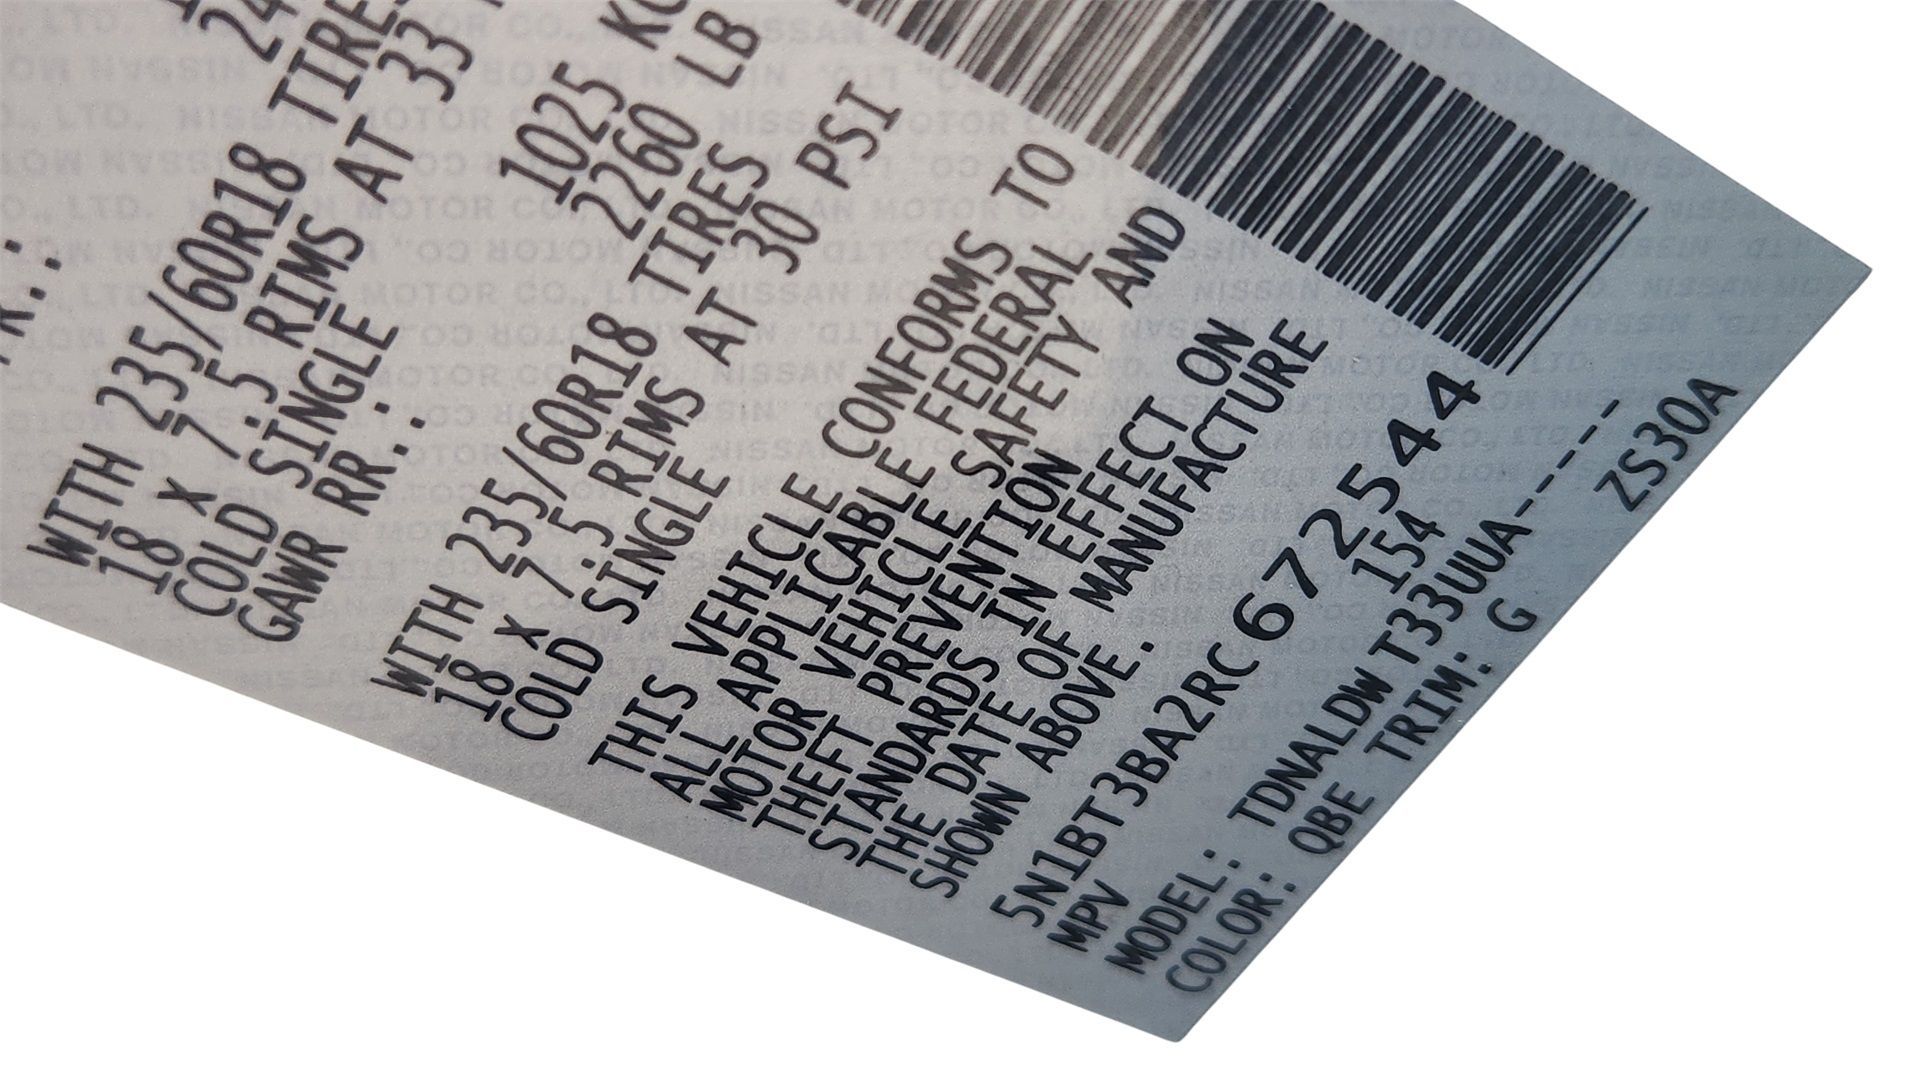 WITH 235/60R18 TIRES
18 x 7.5 RIMS AT 33
COLD SINGLE
GAWR RR.: 1025 KG
2260 LB
WITH 235/60R18 TIRES
18 x 7.5 RIMS AT 30 PSI
COLD SINGLE
THIS VEHICLE CONFORMS TO
ALL APPLICABLE FEDERAL
MOTOR VEHICLE SAFETY AND
THEFT PREVENTION
STANDARDS IN EFFECT ON
THE DATE OF MANUFACTURE
SHOWN ABOVE.
5N1BT3BA2RC672544
MPV 154
MODEL: TDNALDW T33UUA-----
COLOR: QBE TRIM: G ZS30A